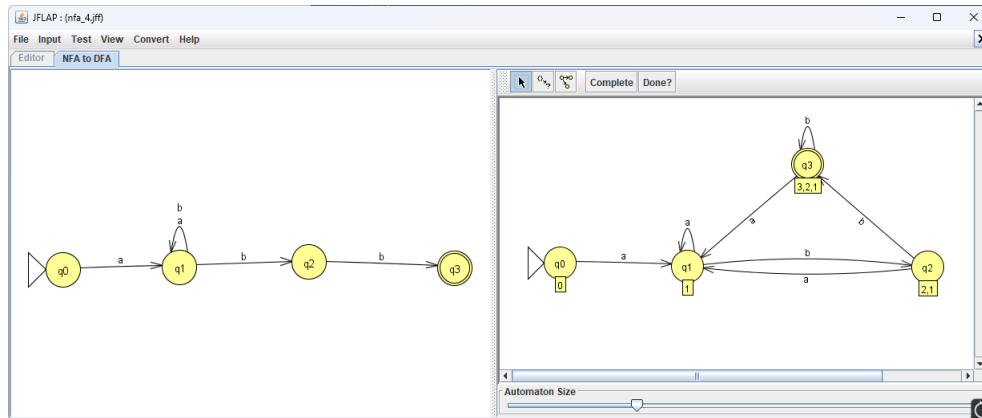 JFLAP : (nfa_4.jff)
File Input Test View Convert Help
Editor NFA to DFA
Complete Done?
b
a
q0 a q1 b q2 b q3
b
q3
3,2,1
a
a
b
q0 a q1 b q2
a
0 1 2,1
Automaton Size